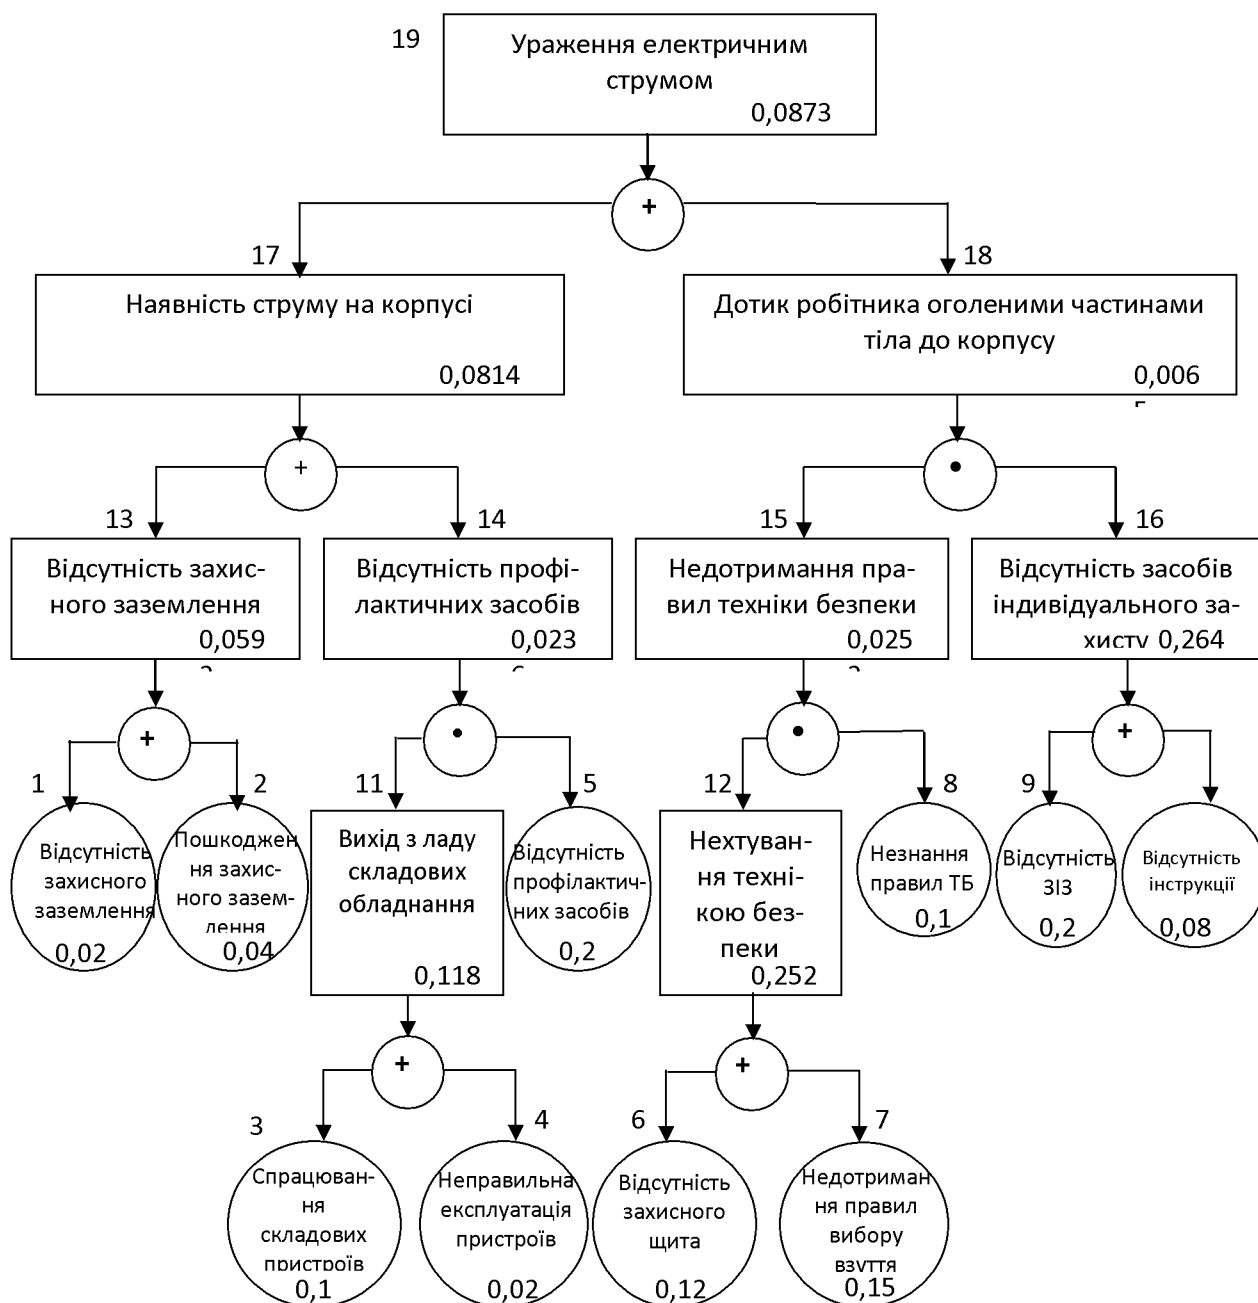 19
Ураження електричним
струмом
0,0873
+
17
18
Наявність струму на корпусі
0,0814
Дотик робітника оголеними частинами
тіла до корпусу
0,006
+
•
13
14
15
16
Відсутність захис-
ного заземлення
0,059
Відсутність профі-
лактичних засобів
0,023
Недотримання пра-
вил техніки безпеки
0,025
Відсутність засобів
індивідуального за-
хисту 0,264
+
•
•
+
1
2
11
5
12
8
9
Відсутність
захисного
заземлення
0,02
Пошкоджен
ня захис-
ного зазем-
лення
0,04
Вихід з ладу
складових
обладнання
0,118
Відсутність
профілактич-
них засобів
0,2
Нехтуван-
ня техні-
кою без-
пеки
0,252
Незнання
правил ТБ
0,1
Відсутність
ЗІЗ
0,2
Відсутність
інструкції
0,08
+
+
3
4
6
7
Спрацюван-
ня
складових
пристроїв
0,1
Неправильна
експлуатація
пристроїв
0,02
Відсутність
захисного
щита
0,12
Недотриман
ня правил
вибору
взуття
0,15